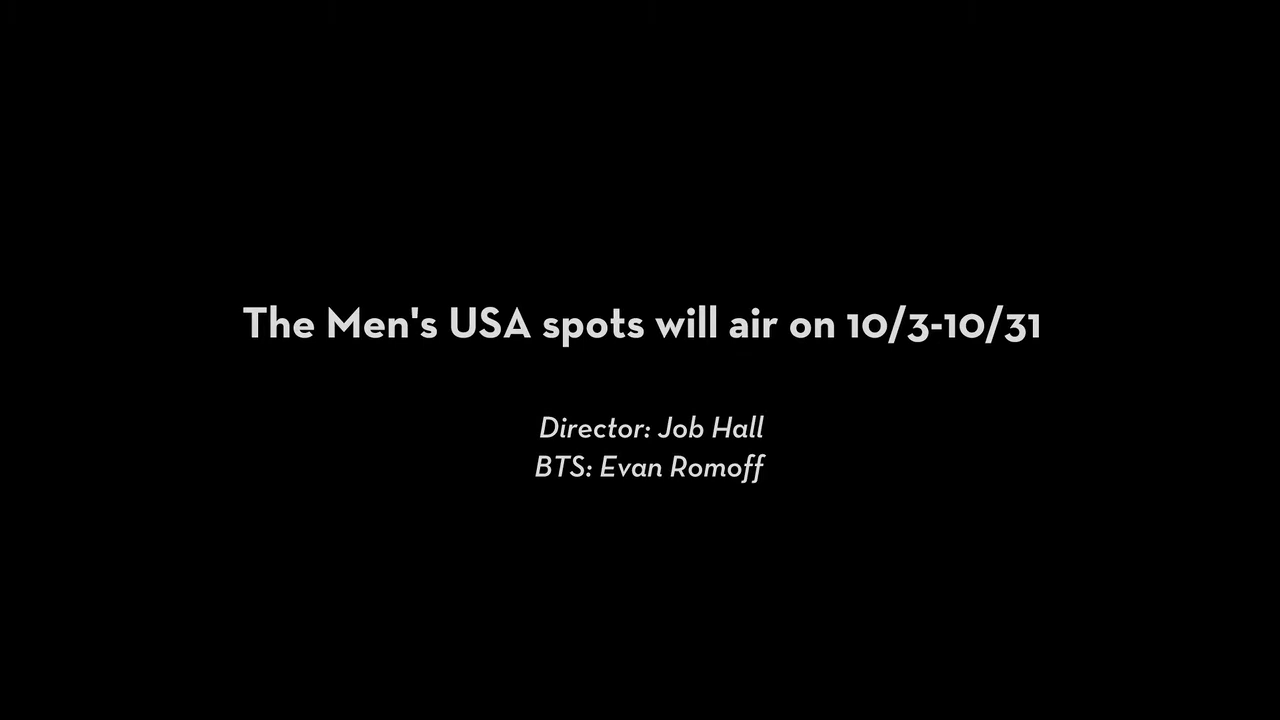 The Men's USA spots will air on 10/3-10/31
Director: Job Hall
BTS: Evan Romoff